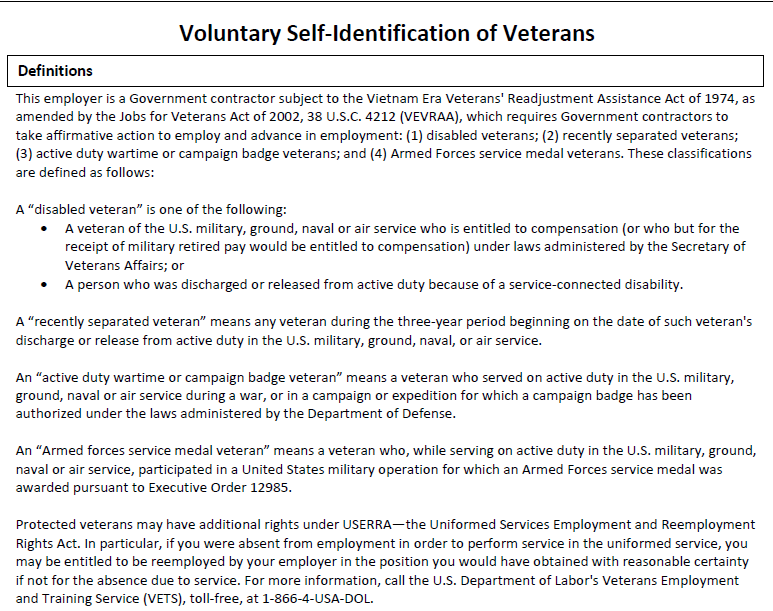 Voluntary Self-Identification of Veterans
Definitions
This employer is a Government contractor subject to the Vietnam Era Veterans' Readjustment Assistance Act of 1974, as
amended by the Jobs for Veterans Act of 2002, 38 U.S.C. 4212 (VEVRAA), which requires Government contractors to
take affirmative action to employ and advance in employment: (1) disabled veterans; (2) recently separated veterans;
(3) active duty wartime or campaign badge veterans; and (4) Armed Forces service medal veterans. These classifications
are defined as follows:
A “disabled veteran” is one of the following:
• A veteran of the U.S. military, ground, naval or air service who is entitled to compensation (or who but for the
receipt of military retired pay would be entitled to compensation) under laws administered by the Secretary of
Veterans Affairs; or
• A person who was discharged or released from active duty because of a service-connected disability.
A “recently separated veteran” means any veteran during the three-year period beginning on the date of such veteran's
discharge or release from active duty in the U.S. military, ground, naval, or air service.
An “active duty wartime or campaign badge veteran” means a veteran who served on active duty in the U.S. military,
ground, naval or air service during a war, or in a campaign or expedition for which a campaign badge has been
authorized under the laws administered by the Department of Defense.
An “Armed forces service medal veteran” means a veteran who, while serving on active duty in the U.S. military, ground,
naval or air service, participated in a United States military operation for which an Armed Forces service medal was
awarded pursuant to Executive Order 12985.
Protected veterans may have additional rights under USERRA—the Uniformed Services Employment and Reemployment
Rights Act. In particular, if you were absent from employment in order to perform service in the uniformed service, you
may be entitled to be reemployed by your employer in the position you would have obtained with reasonable certainty
if not for the absence due to service. For more information, call the U.S. Department of Labor's Veterans Employment
and Training Service (VETS), toll-free, at 1-866-4-USA-DOL.